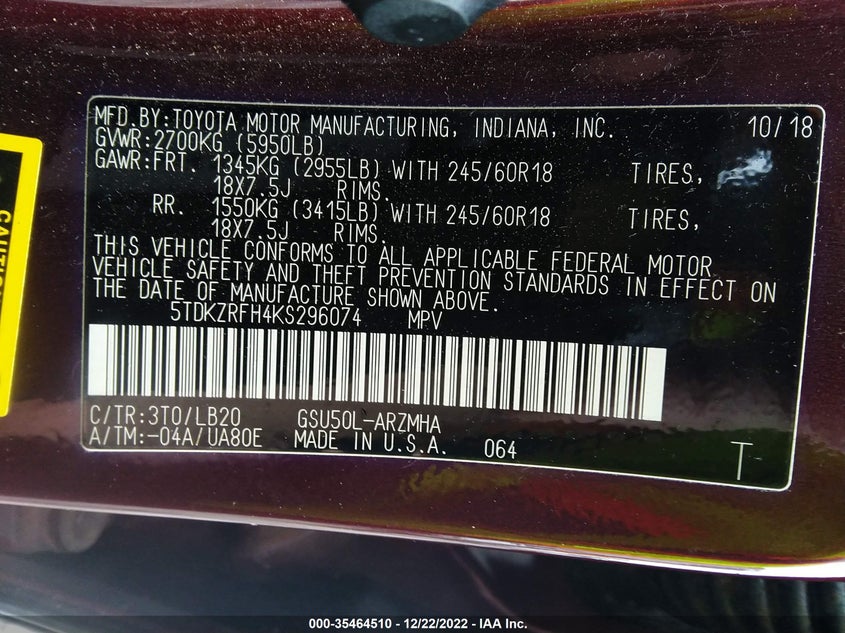 MFD.BY:TOYOTA MOTOR MANUFACTURING, INDIANA, INC. 10/18
GVWR:2700KG (5950LB)
GAWR:FRT. 1345KG (2955LB) WITH 245/60R18 TIRES,
18X7.5J RIMS.
RR. 1550KG (3415LB) WITH 245/60R18 TIRES,
18X7.5J RIMS.
THIS VEHICLE CONFORMS TO ALL APPLICABLE FEDERAL MOTOR
VEHICLE SAFETY AND THEFT PREVENTION STANDARDS IN EFFECT ON
THE DATE OF MANUFACTURE SHOWN ABOVE.
5TDKZRFH4KS296074 MPV
C/TR:3T0/LB20 GSU50L-ARZMHA
A/TM:-04A/UA80E MADE IN U.S.A. 064
T
000-35464510 - 12/22/2022 - IAA Inc.